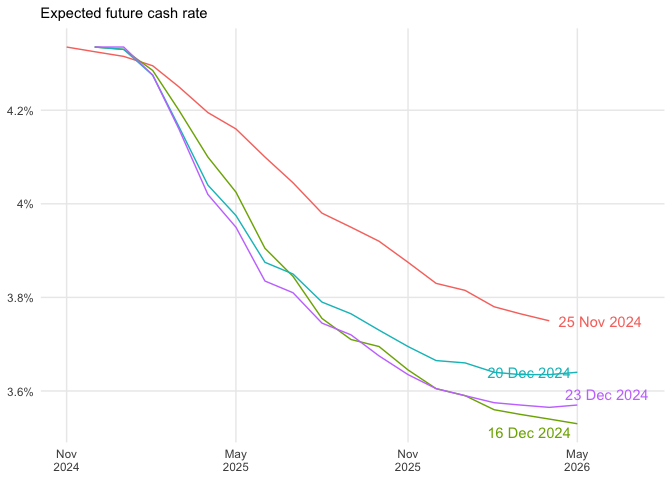 Expected future cash rate
4.2%
4%
3.8%
3.6%
25 Nov 2024
20 Dec 2024
23 Dec 2024
16 Dec 2024
Nov
2024
May
2025
Nov
2025
May
2026